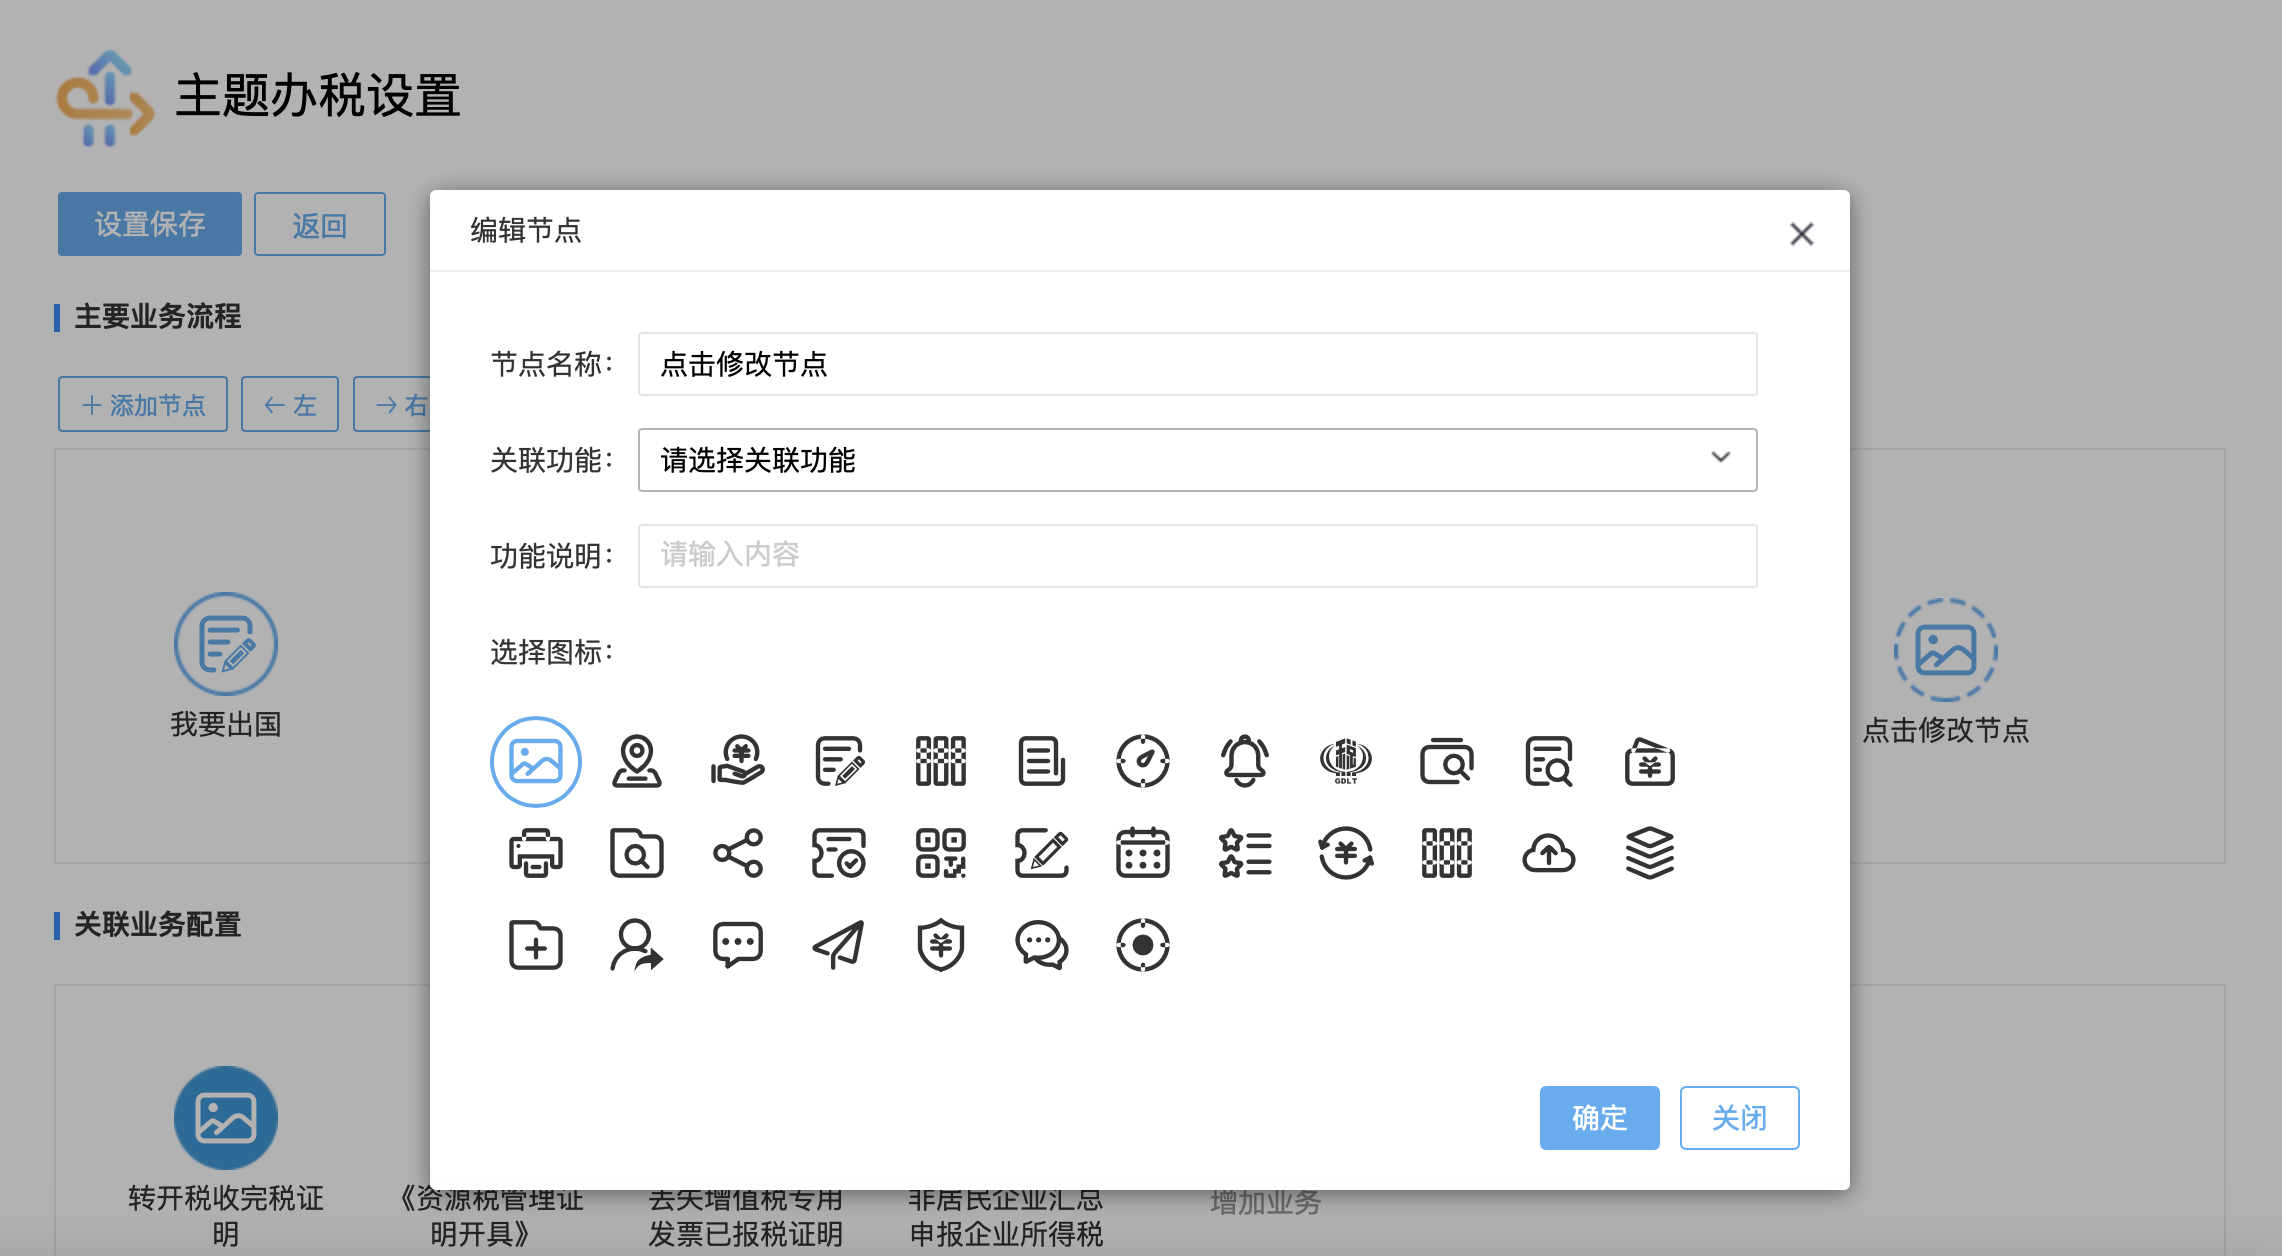 主题办税设置
设置保存
返回
主要业务流程
添加节点
左
右
我要出国
点击修改节点
编辑节点
节点名称：
点击修改节点
关联功能：
请选择关联功能
功能说明：
请输入内容
选择图标：
税
GDLT
确定
关闭
关联业务配置
转开税收完税证
明
《资源税管理证
明开具》
丢失增值税专用
发票已报税证明
非居民企业汇总
申报企业所得税
增加业务